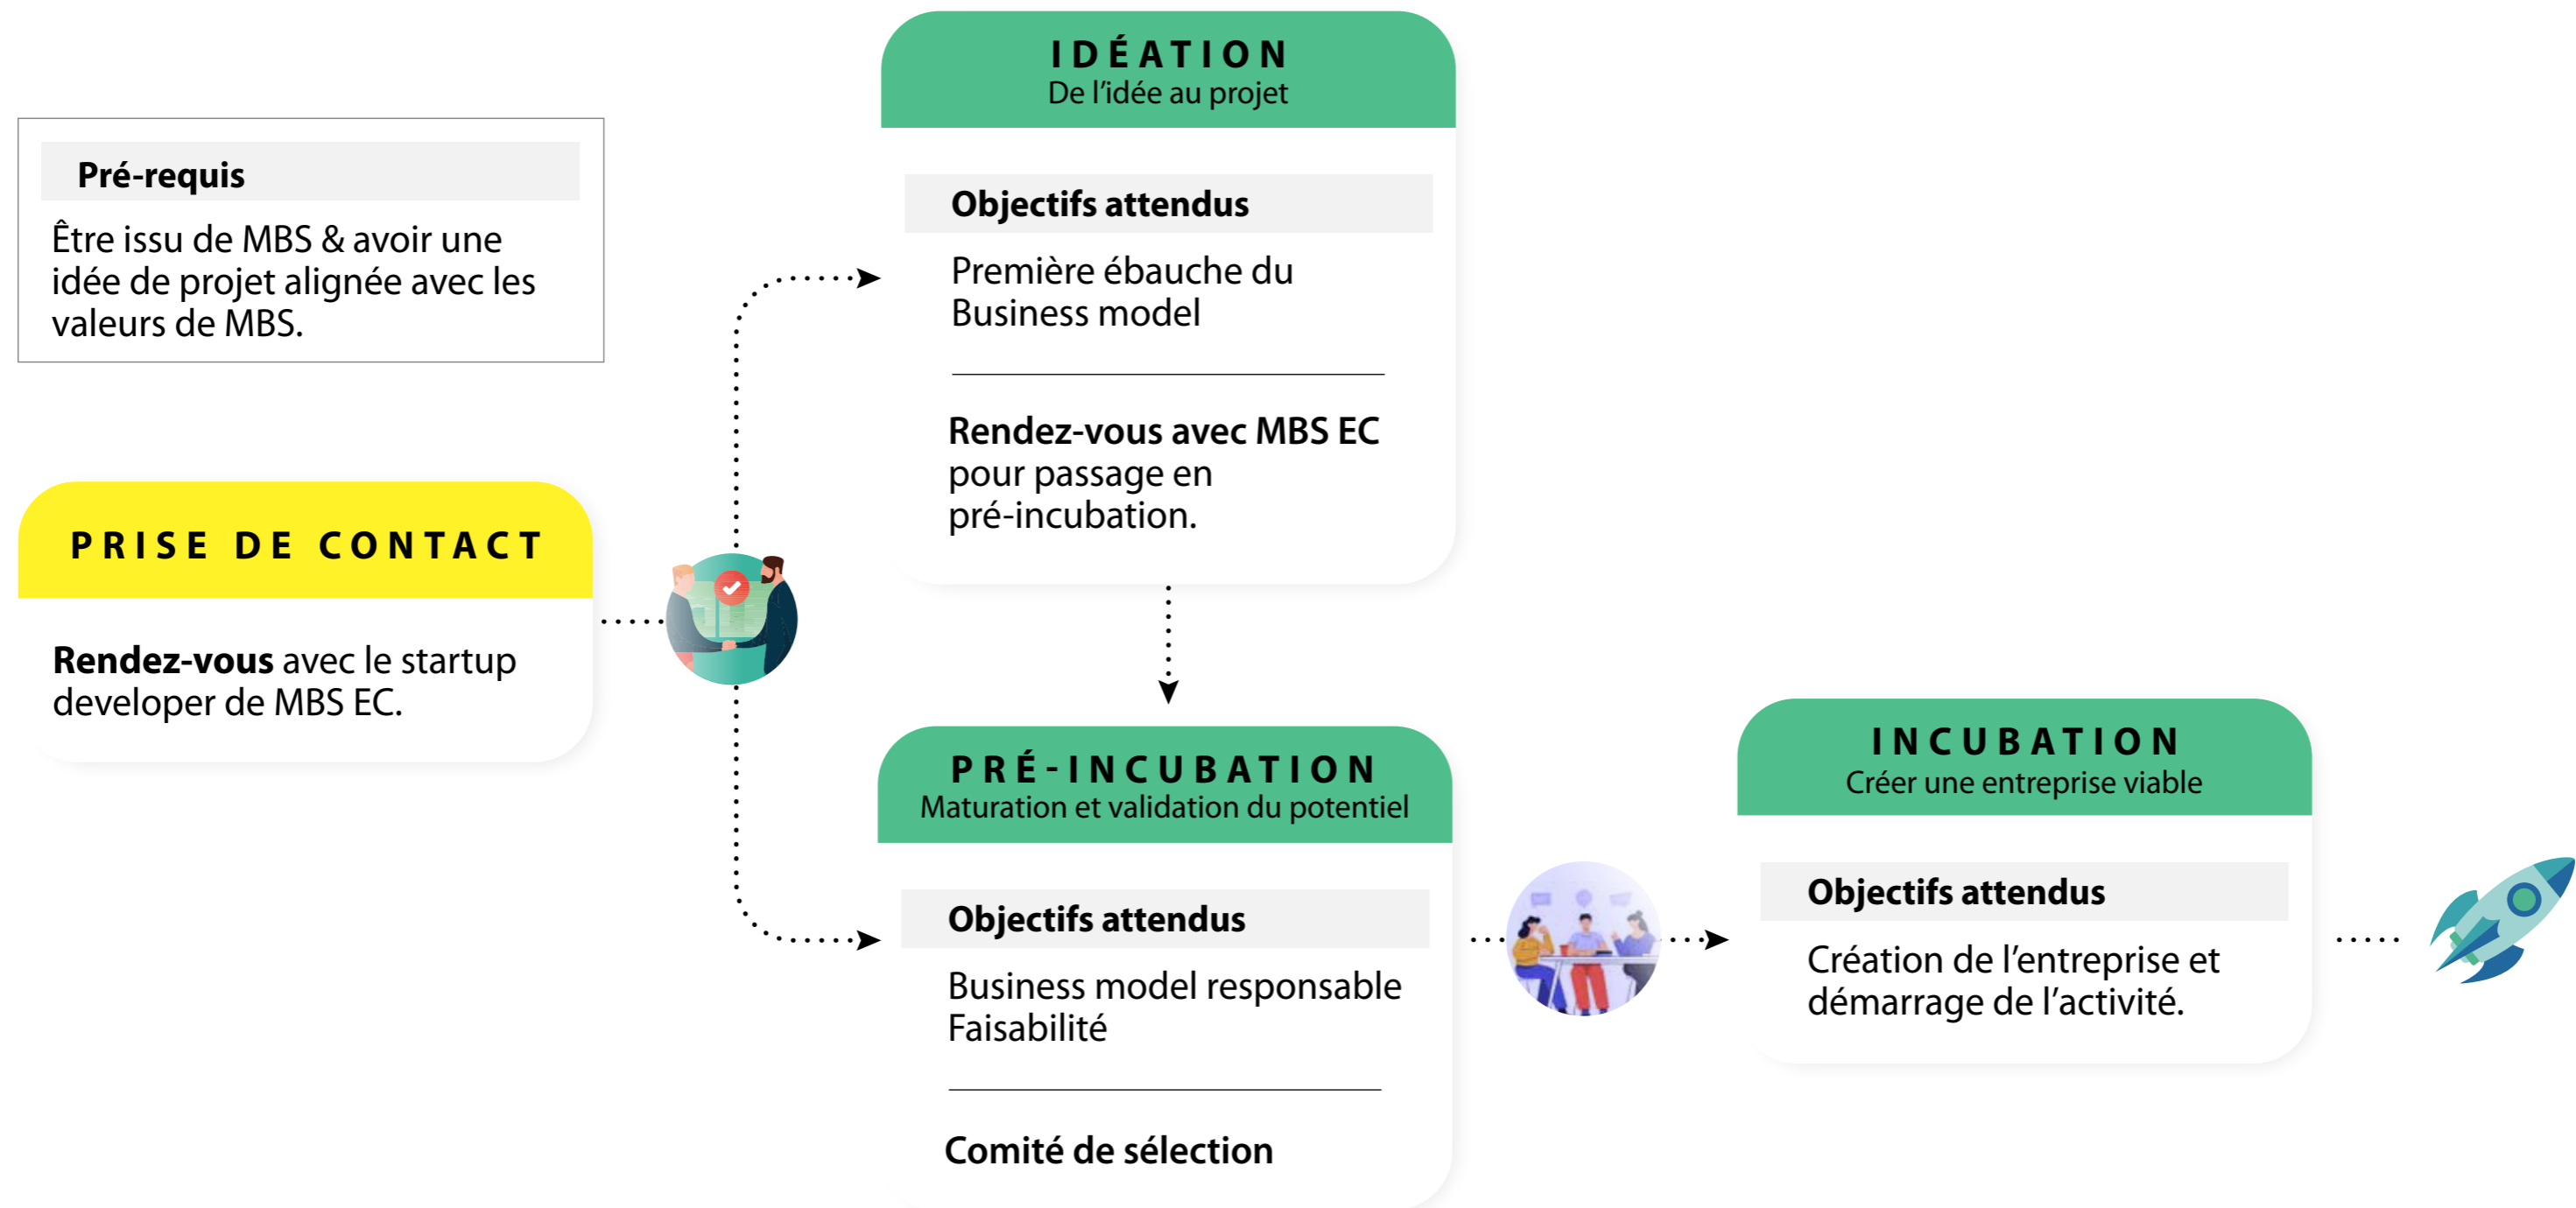 Pré-requis
Être issu de MBS & avoir une
idée de projet alignée avec les
valeurs de MBS.
PRISE DE CONTACT
Rendez-vous avec le startup
developer de MBS EC.
IDÉATION
De l’idée au projet
Objectifs attendus
Première ébauche du
Business model
Rendez-vous avec MBS EC
pour passage en
pré-incubation.
PRÉ-INCUBATION
Maturation et validation du potentiel
Objectifs attendus
Business model responsable
Faisabilité
Comité de sélection
INCUBATION
Créer une entreprise viable
Objectifs attendus
Création de l’entreprise et
démarrage de l’activité.